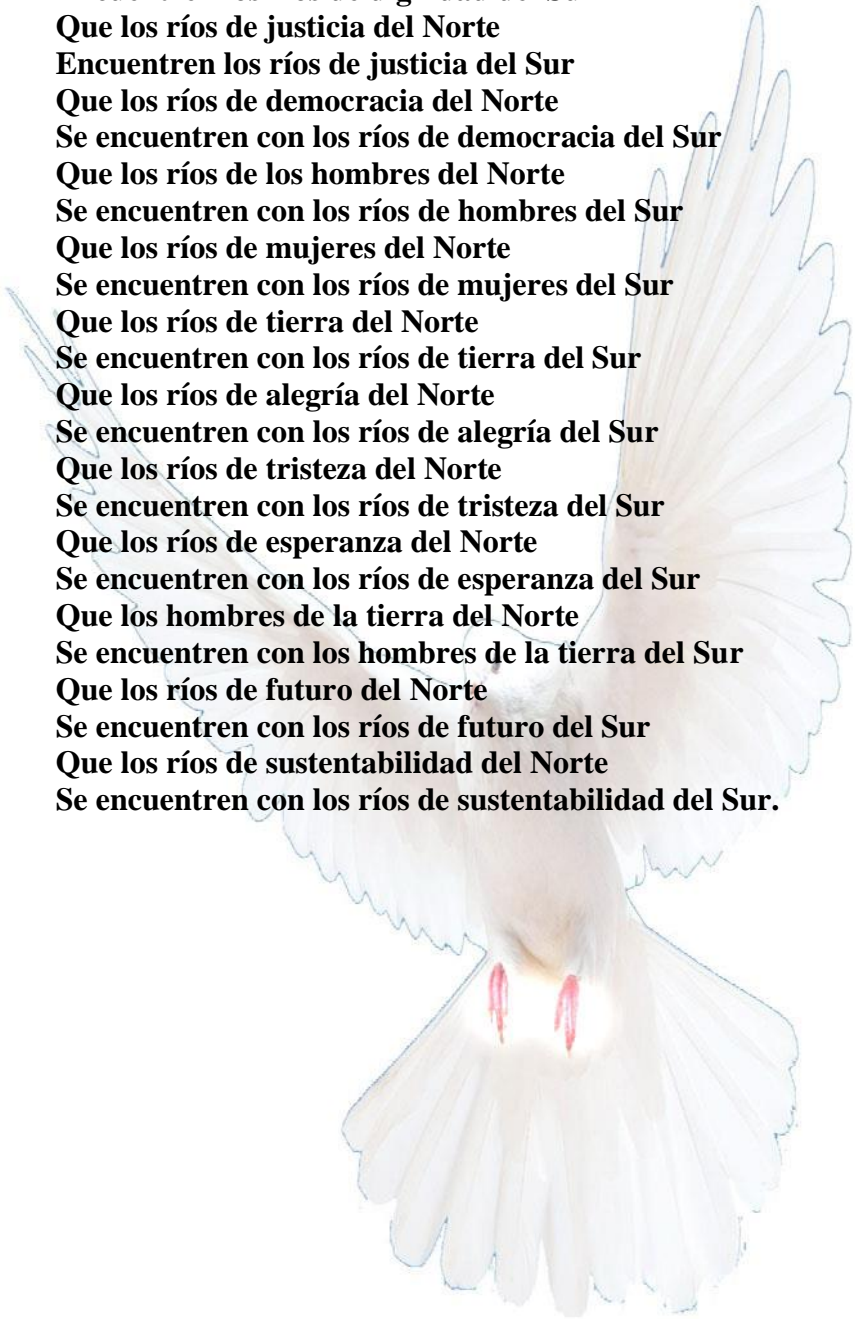 los ríos de dignidad del Sur
Que los ríos de justicia del Norte
Encuentren los ríos de justicia del Sur
Que los ríos de democracia del Norte
Se encuentren con los ríos de democracia del Sur
Que los ríos de los hombres del Norte
Se encuentren con los ríos de hombres del Sur
Que los ríos de mujeres del Norte
Se encuentren con los ríos de mujeres del Sur
Que los ríos de tierra del Norte
Se encuentren con los ríos de tierra del Sur
Que los ríos de alegría del Norte
Se encuentren con los ríos de alegría del Sur
Que los ríos de tristeza del Norte
Se encuentren con los ríos de tristeza del Sur
Que los ríos de esperanza del Norte
Se encuentren con los ríos de esperanza del Sur
Que los hombres de la tierra del Norte
Se encuentren con los hombres de la tierra del Sur
Que los ríos de futuro del Norte
Se encuentren con los ríos de futuro del Sur
Que los ríos de sustentabilidad del Norte
Se encuentren con los ríos de sustentabilidad del Sur.